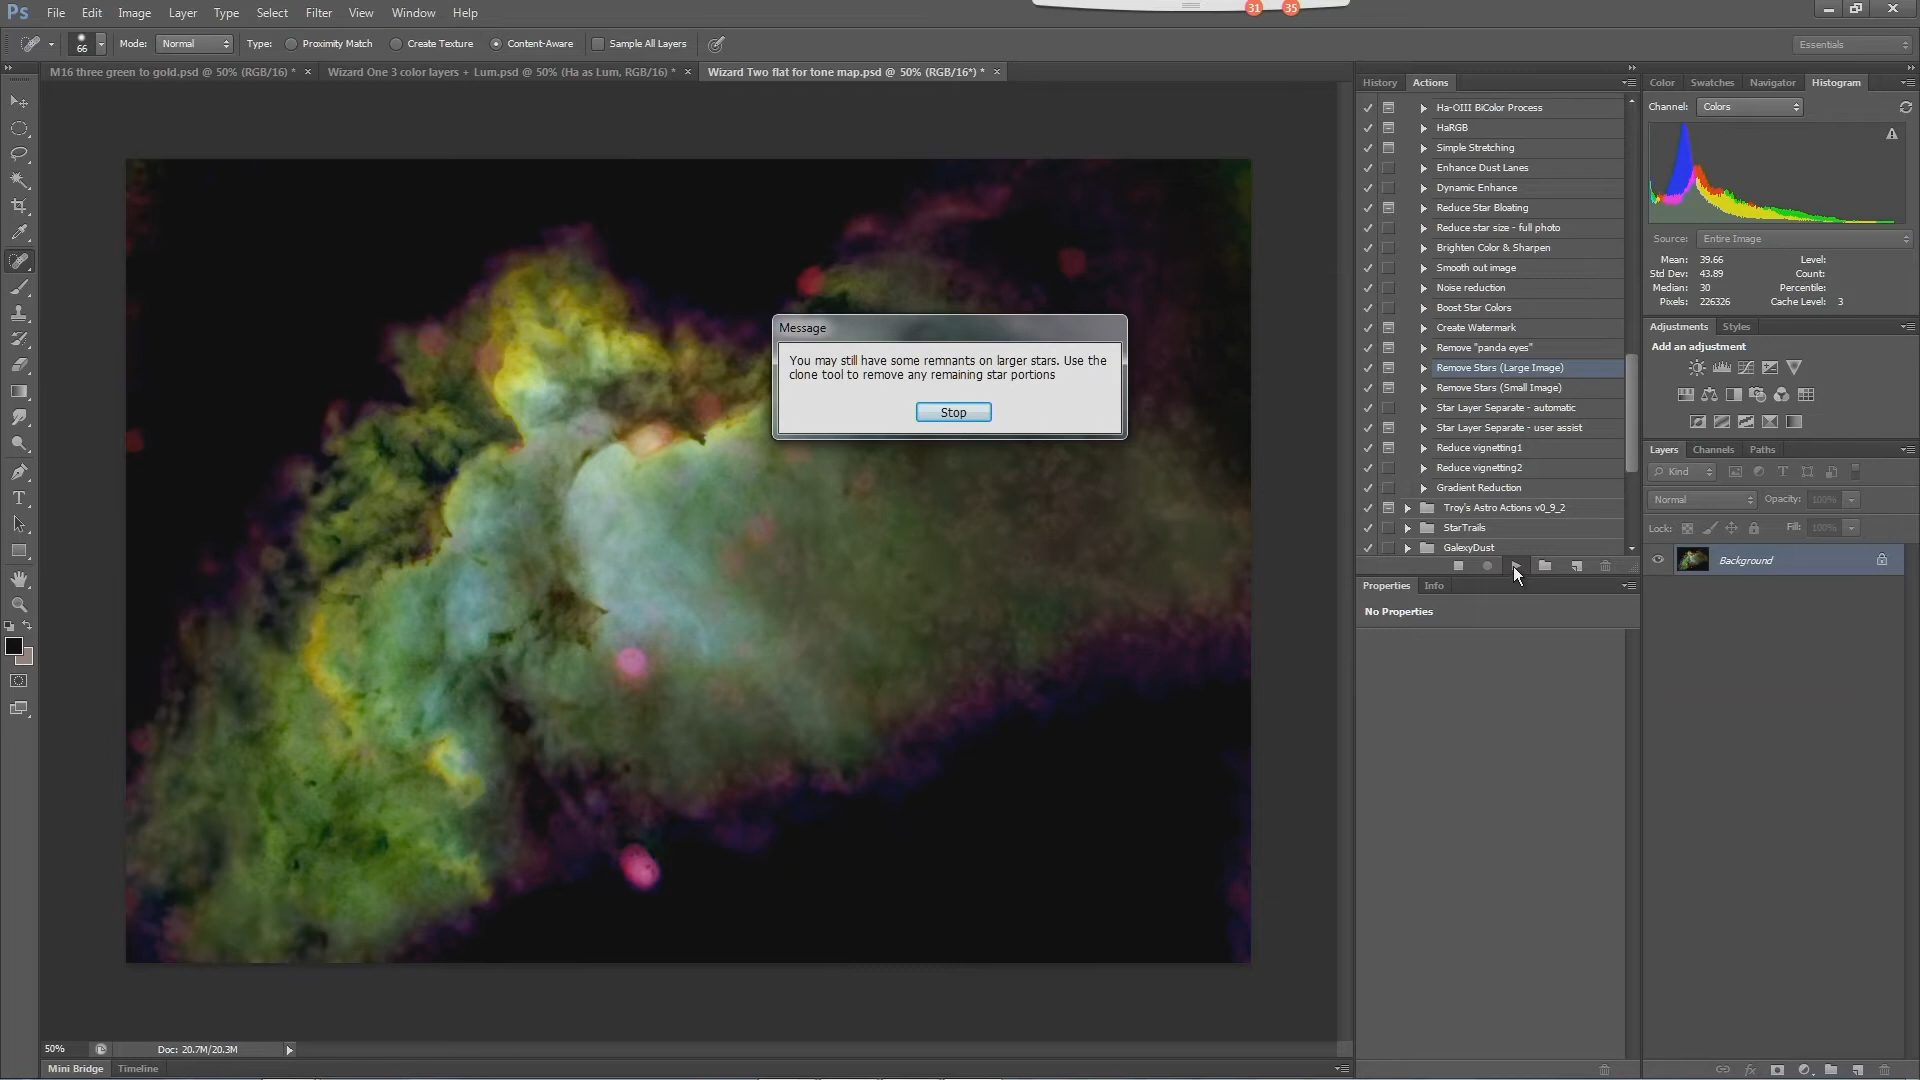 Ps File Edit Image Layer Type Select Filter View Window Help
31 35
66 Mode: Normal Type: Proximity Match Create Texture Content-Aware Sample All Layers
Essentials
M16 three green to gold.psd @ 50% (RGB/16) * ×
Wizard One 3 color layers + Lum.psd @ 50% (Ha as Lum, RGB/16) * ×
Wizard Two flat for tone map.psd @ 50% (RGB/16*) * ×
Message
You may still have some remnants on larger stars. Use the
clone tool to remove any remaining star portions
Stop
History Actions
Ha-OIII BiColor Process
HaRGB
Simple Stretching
Enhance Dust Lanes
Dynamic Enhance
Reduce Star Bloating
Reduce star size - full photo
Brighten Color & Sharpen
Smooth out image
Noise reduction
Boost Star Colors
Create Watermark
Remove "panda eyes"
Remove Stars (Large Image)
Remove Stars (Small Image)
Star Layer Separate - automatic
Star Layer Separate - user assist
Reduce vignetting1
Reduce vignetting2
Gradient Reduction
Troy's Astro Actions v0_9_2
StarTrails
GalexyDust
Properties Info
No Properties
Color Swatches Navigator Histogram
Channel: Colors
Source: Entire Image
Mean: 39.66 Level:
Std Dev: 43.89 Count:
Median: 30 Percentile:
Pixels: 226326 Cache Level: 3
Adjustments Styles
Add an adjustment
Layers Channels Paths
Kind
Normal Opacity: 100%
Lock: Fill: 100%
Background
50% Doc: 20.7M/20.3M
Mini Bridge Timeline